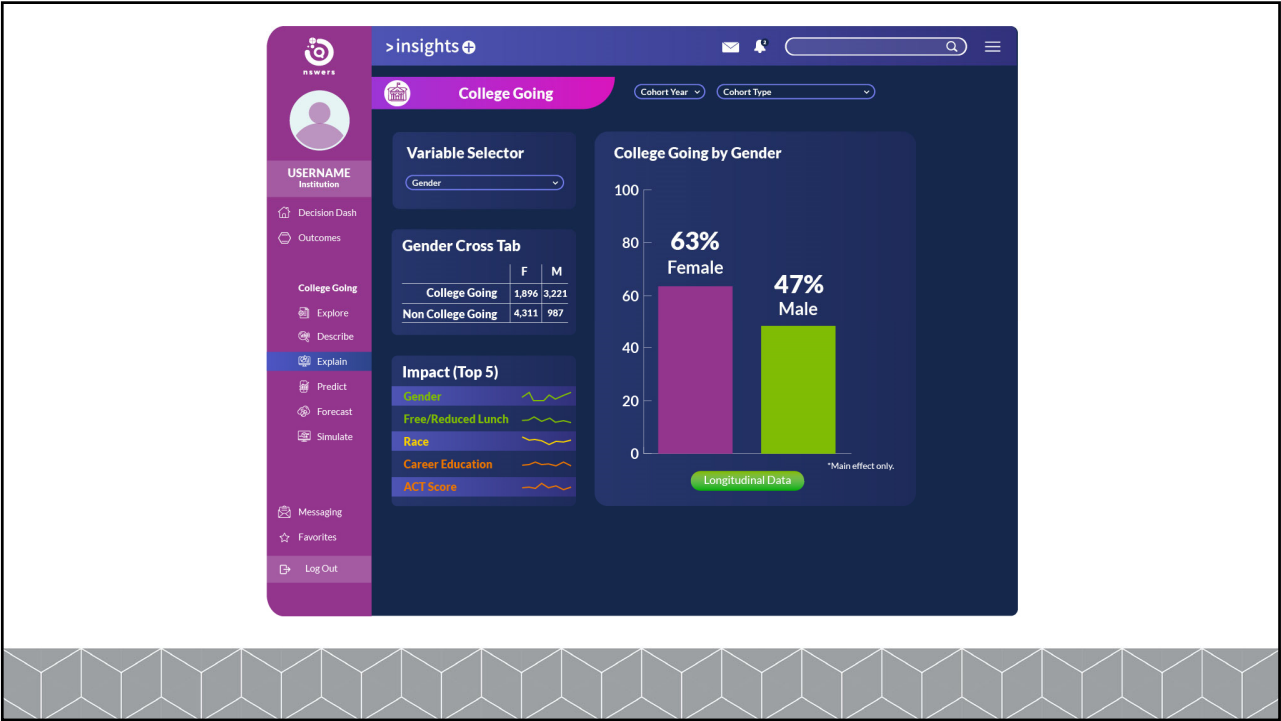 nswers
>insights
2
College Going
Cohort Year
Cohort Type
USERNAME
Institution
Decision Dash
Outcomes
College Going
Explore
Describe
Explain
Predict
Forecast
Simulate
Messaging
Favorites
Log Out
Variable Selector
Gender
Gender Cross Tab
F M
College Going 1,896 3,221
Non College Going 4,311 987
Impact (Top 5)
Gender
Free/Reduced Lunch
Race
Career Education
ACT Score
College Going by Gender
100
80
60
40
20
0
63%
Female
47%
Male
*Main effect only.
Longitudinal Data